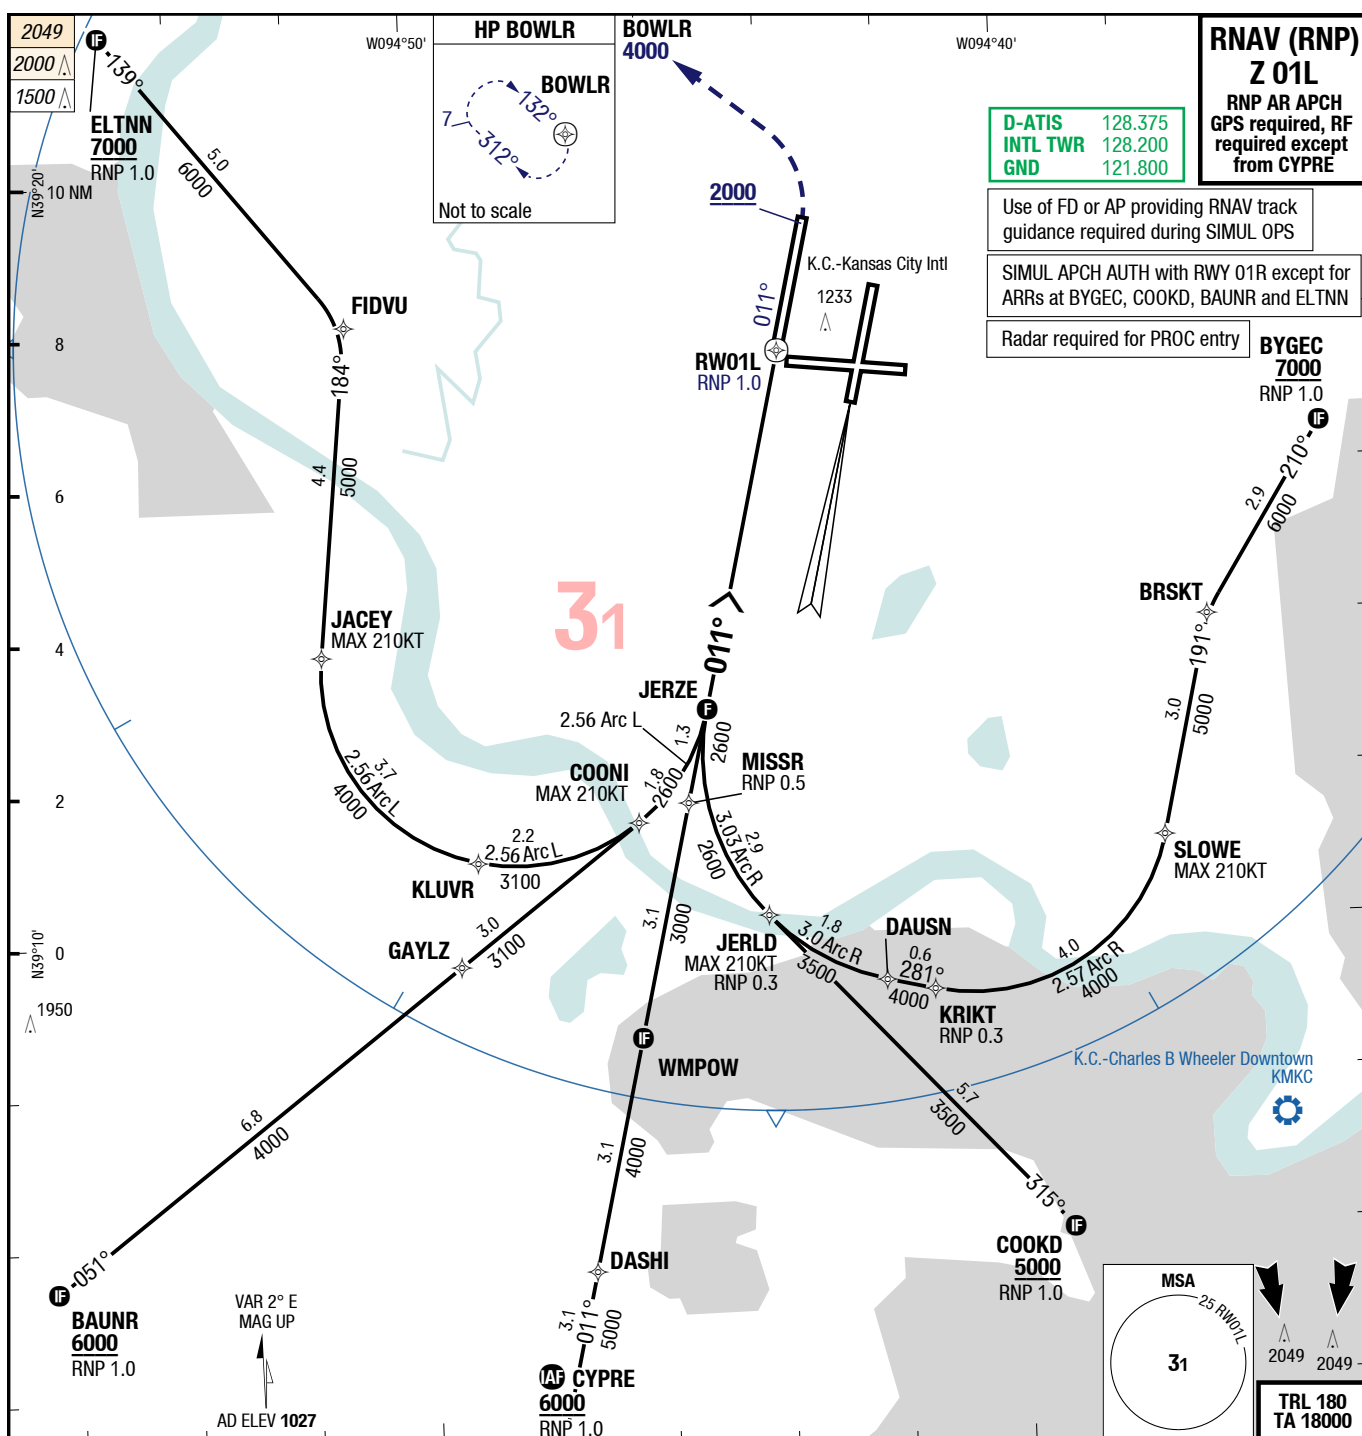 2049
2000
1500
IF
139°
ELTNN
7000
RNP 1.0
5.0
6000
W094°50'
HP BOWLR
BOWLR
132°
312°
7
Not to scale
BOWLR
4000
W094°40'
RNAV (RNP)
Z 01L
RNP AR APCH
GPS required, RF
required except
from CYPRE
D-ATIS 128.375
INTL TWR 128.200
GND 121.800
Use of FD or AP providing RNAV track
guidance required during SIMUL OPS
SIMUL APCH AUTH with RWY 01R except for
ARRs at BYGEC, COOKD, BAUNR and ELTNN
Radar required for PROC entry
N39°20'
10 NM
2000
K.C.-Kansas City Intl
1233
011°
RW01L
RNP 1.0
FIDVU
184°
4.4
5000
8
6
4
2
0
BYGEC
7000
RNP 1.0
IF
210°
2.9
6000
BRSKT
191°
3.0
5000
JACEY
MAX 210KT
31
011°
JERZE
F
2.56 Arc L
1.3
2600
MISSR
RNP 0.5
COONI
MAX 210KT
1.8
2600
3.7
2.56 Arc L
4000
2.2
2.56 Arc L
3100
KLUVR
2.9
3.03 Arc R
2600
SLOWE
MAX 210KT
GAYLZ
3.0
3100
3.1
3000
JERLD
MAX 210KT
RNP 0.3
1.8
3.0 Arc R
3500
DAUSN
0.6
281°
4000
KRIKT
RNP 0.3
4.0
2.57 Arc R
4000
N39°10'
1950
IF
WMPOW
K.C.-Charles B Wheeler Downtown
KMKC
6.8
4000
3.1
4000
5.7
3500
315°
IF
COOKD
5000
RNP 1.0
DASHI
051°
IF
BAUNR
6000
RNP 1.0
VAR 2° E
MAG UP
AD ELEV 1027
3.1
011°
5000
IAF
CYPRE
6000
RNP 1.0
MSA
25 RW01L
31
2049
2049
TRL 180
TA 18000